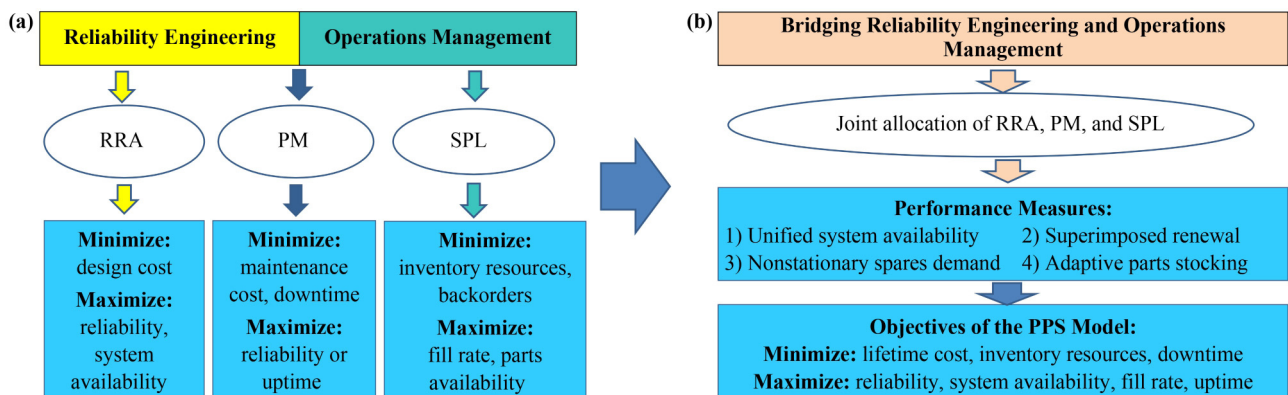 (a)
Reliability Engineering
Operations Management
RRA
PM
SPL
Minimize:
design cost
Maximize:
reliability,
system
availability
Minimize:
maintenance
cost, downtime
Maximize:
reliability or
uptime
Minimize:
inventory resources,
backorders
Maximize:
fill rate, parts
availability
(b)
Bridging Reliability Engineering and Operations
Management
Joint allocation of RRA, PM, and SPL
Performance Measures:
1) Unified system availability 2) Superimposed renewal
3) Nonstationary spares demand 4) Adaptive parts stocking
Objectives of the PPS Model:
Minimize: lifetime cost, inventory resources, downtime
Maximize: reliability, system availability, fill rate, uptime